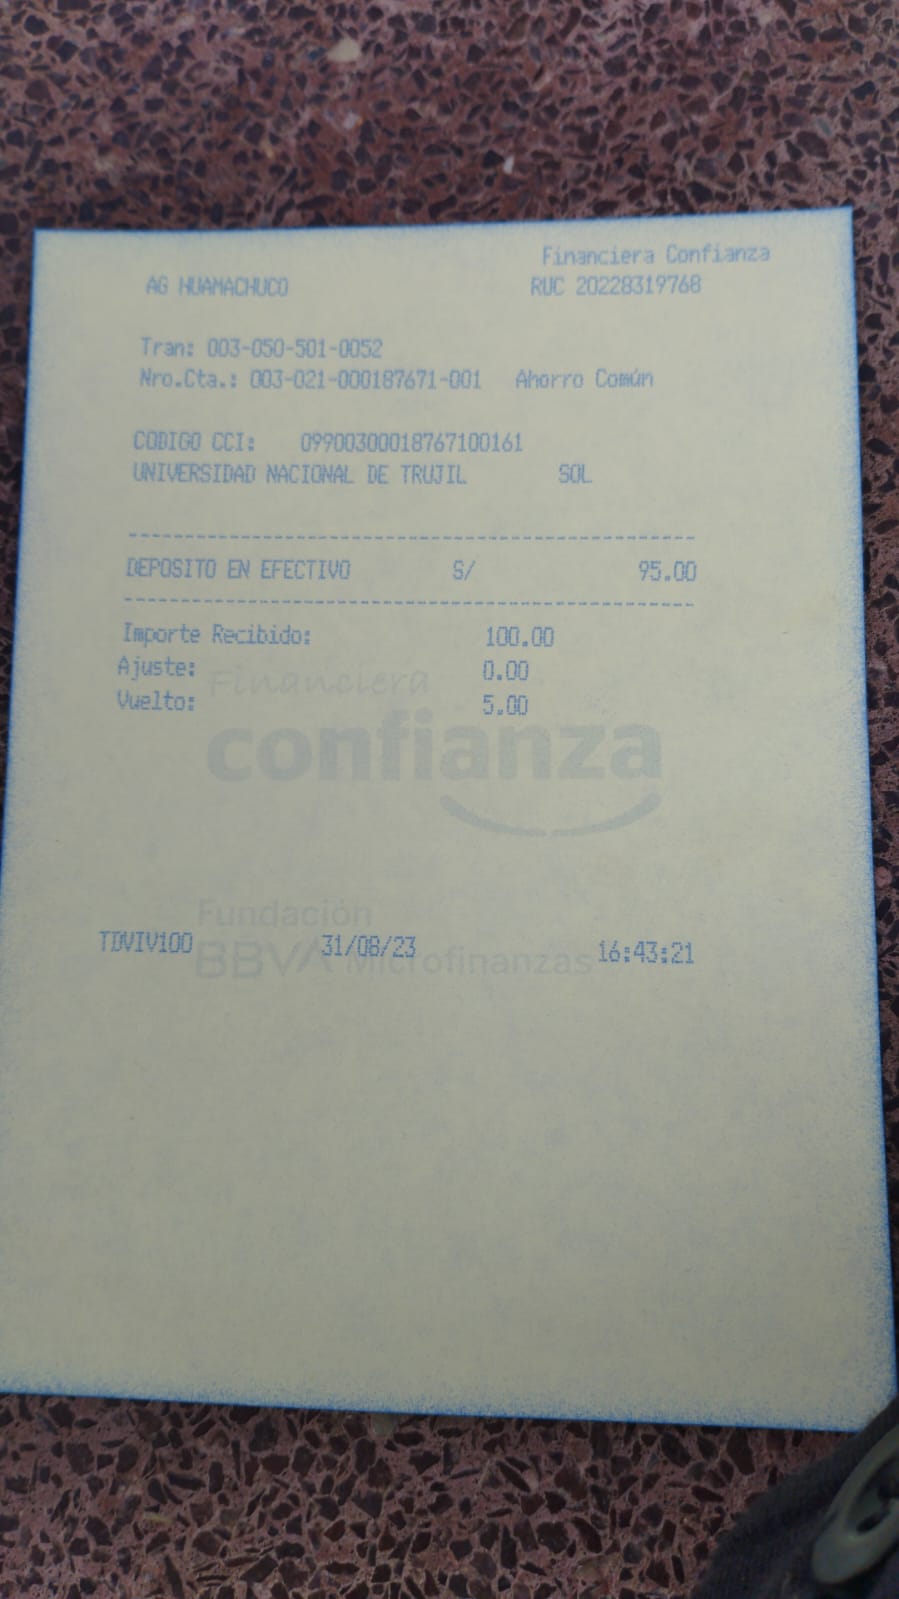 Financiera Confianza
AG HUAMACHUCO RUC 20228319768
Tran: 003-050-501-0052
Nro.Cta.: 003-021-000187671-001 Ahorro Común
CODIGO CCI: 09900300018767100161
UNIVERSIDAD NACIONAL DE TRUJIL SOL
------------------------------------------------
DEPOSITO EN EFECTIVO S/ 95.00
------------------------------------------------
Importe Recibido: 100.00
Ajuste: 0.00
Vuelto: 5.00
Financiera
confianza
Fundación
BBVA Microfinanzas
TDVIV100 31/08/23 16:43:21